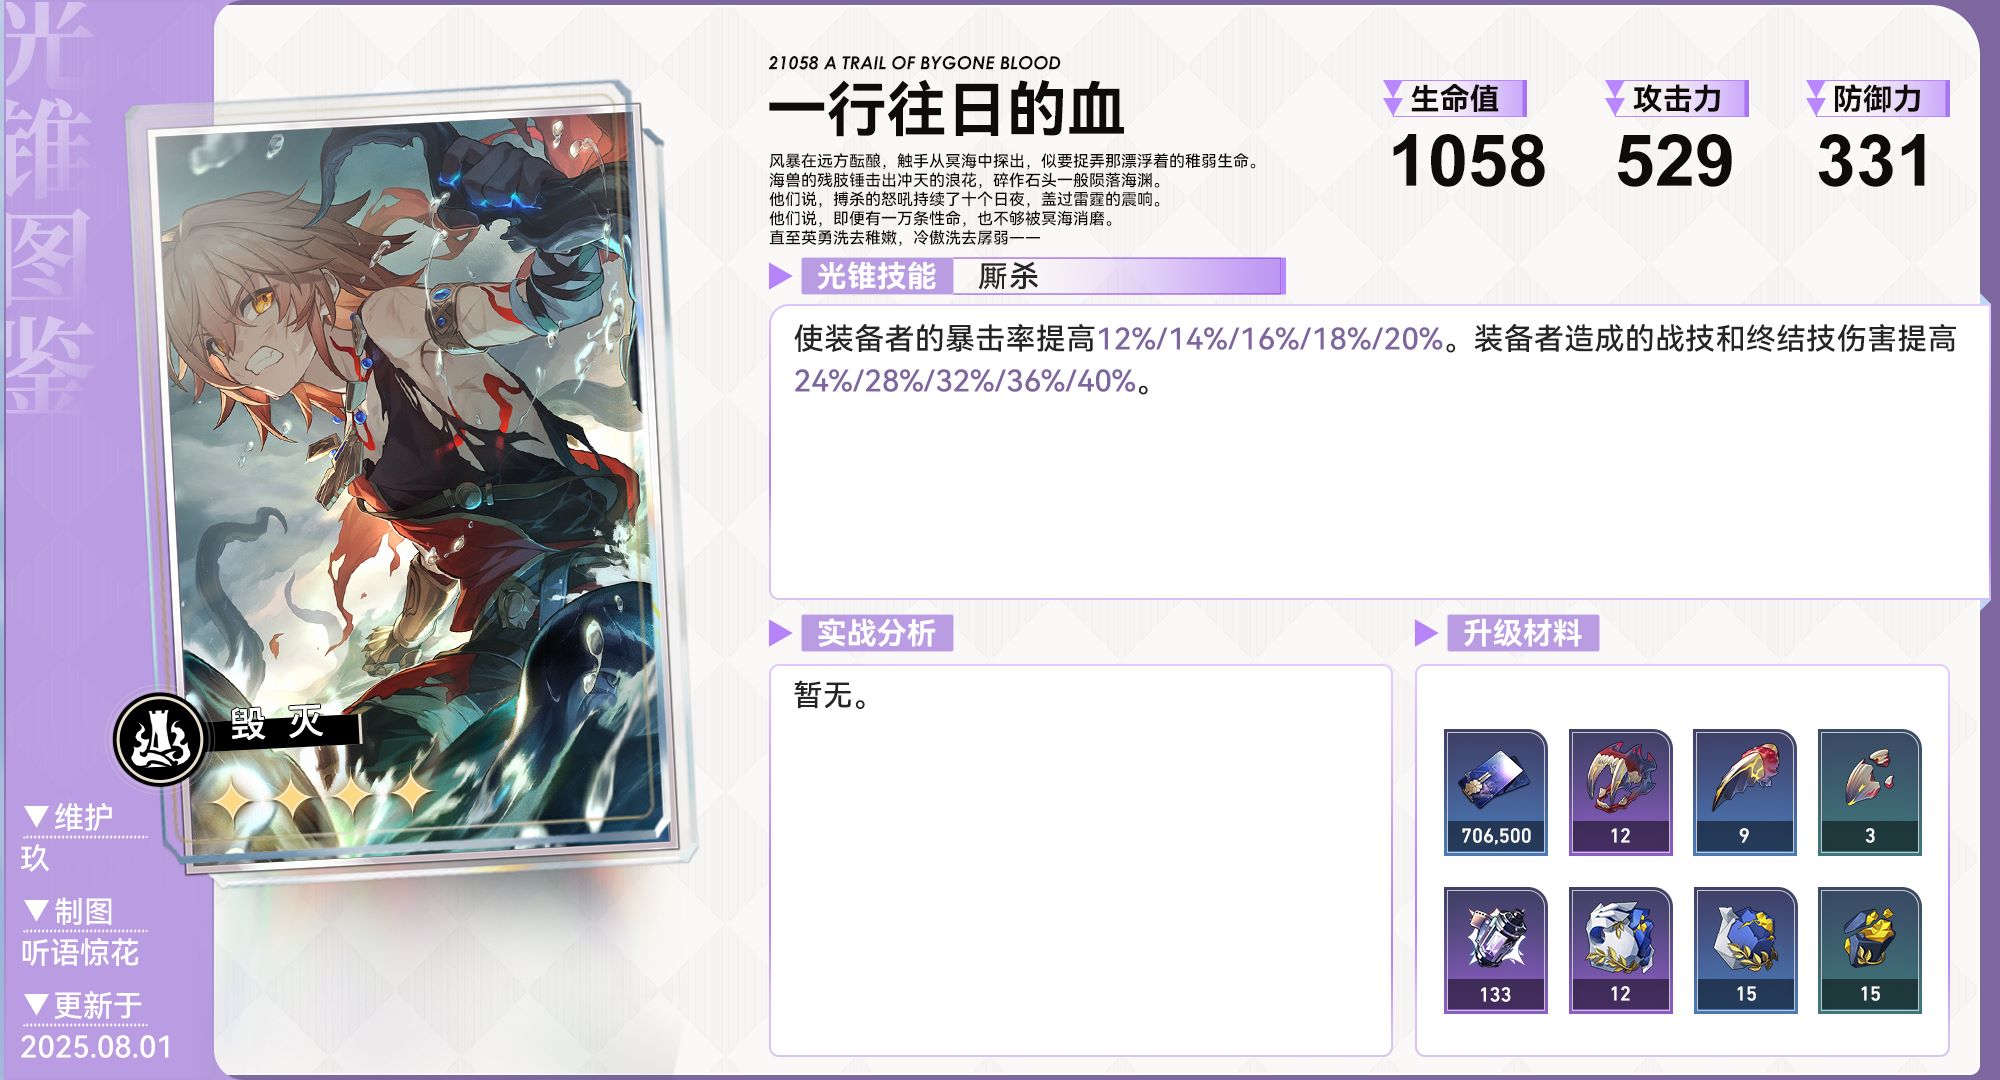 光锥图鉴
21058 A TRAIL OF BYGONE BLOOD
一行往日的血
风暴在远方酝酿，触手从冥海中探出，似要捉弄那漂浮着的稚弱生命。
海兽的残肢锤击出冲天的浪花，碎作石头一般陨落海渊。
他们说，搏杀的怒吼持续了十个日夜，盖过雷霆的震响。
他们说，即便有一万条性命，也不够被冥海消磨。
直至英勇洗去稚嫩，冷傲洗去孱弱——
生命值
1058
攻击力
529
防御力
331
光锥技能 厮杀
使装备者的暴击率提高12%/14%/16%/18%/20%。装备者造成的战技和终结技伤害提高
24%/28%/32%/36%/40%。
毁灭
实战分析
暂无。
升级材料
706,500 12 9 3
133 12 15 15
▼维护
玖
▼制图
听语惊花
▼更新于
2025.08.01